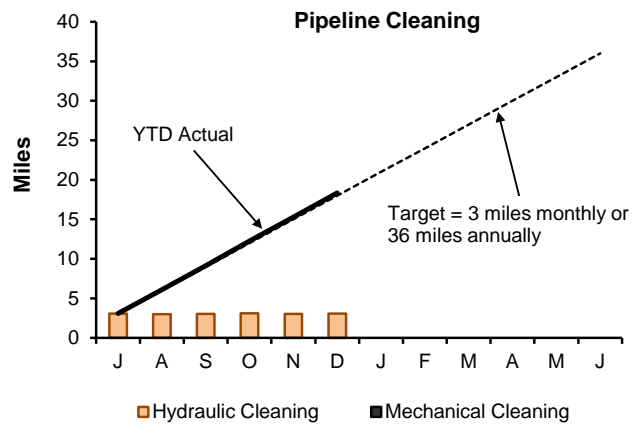 Pipeline Cleaning
Miles
40
35
30
25
20
15
10
5
0
YTD Actual
Target = 3 miles monthly or
36 miles annually
J A S O N D J F M A M J
Hydraulic Cleaning Mechanical Cleaning